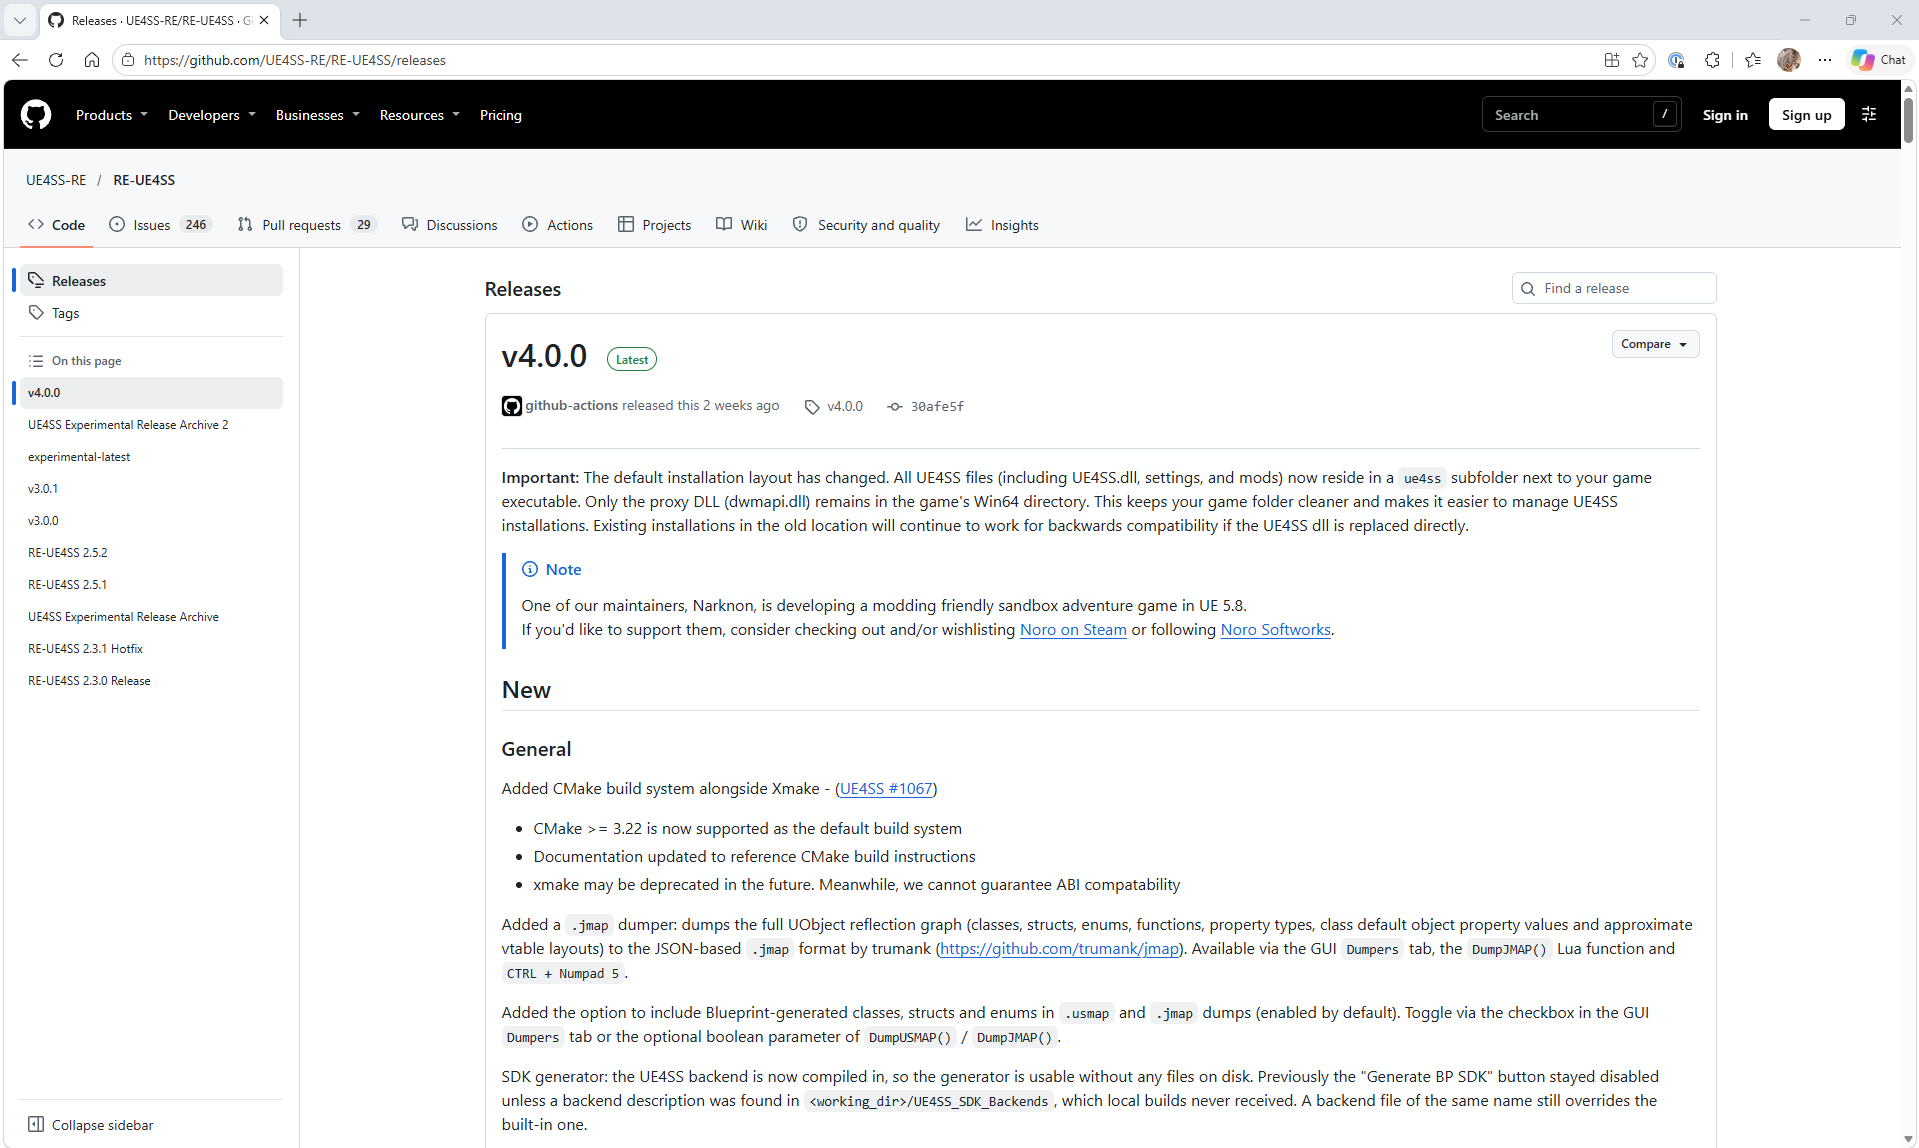 Releases · UE4SS-RE/RE-UE4SS · G
https://github.com/UE4SS-RE/RE-UE4SS/releases
Chat
Products
Developers
Businesses
Resources
Pricing
Search
/
Sign in
Sign up
UE4SS-RE / RE-UE4SS
Code
Issues 246
Pull requests 29
Discussions
Actions
Projects
Wiki
Security and quality
Insights
Releases
Tags
On this page
v4.0.0
UE4SS Experimental Release Archive 2
experimental-latest
v3.0.1
v3.0.0
RE-UE4SS 2.5.2
RE-UE4SS 2.5.1
UE4SS Experimental Release Archive
RE-UE4SS 2.3.1 Hotfix
RE-UE4SS 2.3.0 Release
Collapse sidebar
Releases
Find a release
v4.0.0 Latest
Compare
github-actions released this 2 weeks ago v4.0.0 30afe5f
Important: The default installation layout has changed. All UE4SS files (including UE4SS.dll, settings, and mods) now reside in a ue4ss subfolder next to your game
executable. Only the proxy DLL (dwmapi.dll) remains in the game's Win64 directory. This keeps your game folder cleaner and makes it easier to manage UE4SS
installations. Existing installations in the old location will continue to work for backwards compatibility if the UE4SS dll is replaced directly.
Note
One of our maintainers, Narknon, is developing a modding friendly sandbox adventure game in UE 5.8.
If you'd like to support them, consider checking out and/or wishlisting Noro on Steam or following Noro Softworks.
New
General
Added CMake build system alongside Xmake - (UE4SS #1067)
• CMake >= 3.22 is now supported as the default build system
• Documentation updated to reference CMake build instructions
• xmake may be deprecated in the future. Meanwhile, we cannot guarantee ABI compatability
Added a .jmap dumper: dumps the full UObject reflection graph (classes, structs, enums, functions, property types, class default object property values and approximate
vtable layouts) to the JSON-based .jmap format by trumank (https://github.com/trumank/jmap). Available via the GUI Dumpers tab, the DumpJMAP() Lua function and
CTRL + Numpad 5.
Added the option to include Blueprint-generated classes, structs and enums in .usmap and .jmap dumps (enabled by default). Toggle via the checkbox in the GUI
Dumpers tab or the optional boolean parameter of DumpUSMAP() / DumpJMAP().
SDK generator: the UE4SS backend is now compiled in, so the generator is usable without any files on disk. Previously the "Generate BP SDK" button stayed disabled
unless a backend description was found in <working_dir>/UE4SS_SDK_Backends, which local builds never received. A backend file of the same name still overrides the
built-in one.